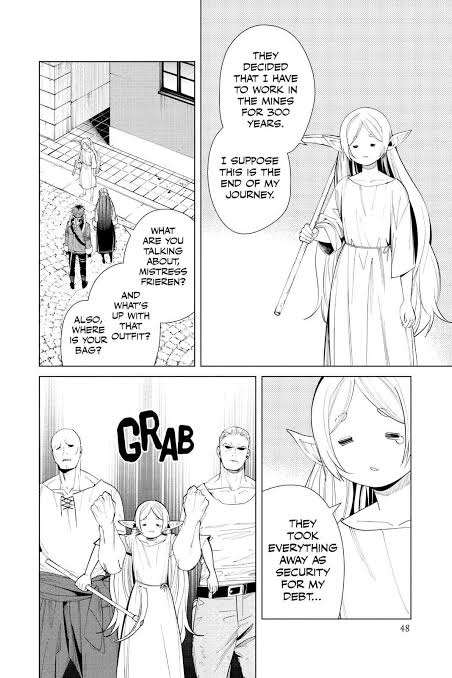 THEY
DECIDED
THAT I HAVE
TO WORK IN
THE MINES
FOR 300
YEARS.
I SUPPOSE
THIS IS THE
END OF MY
JOURNEY.
WHAT
ARE YOU
TALKING
ABOUT,
MISTRESS
FRIEREN?
AND
WHAT'S
UP WITH
THAT
OUTFIT?
ALSO,
WHERE
IS YOUR
BAG?
THEY
TOOK
EVERYTHING
AWAY AS
SECURITY
FOR MY
DEBT...
GRAB
48